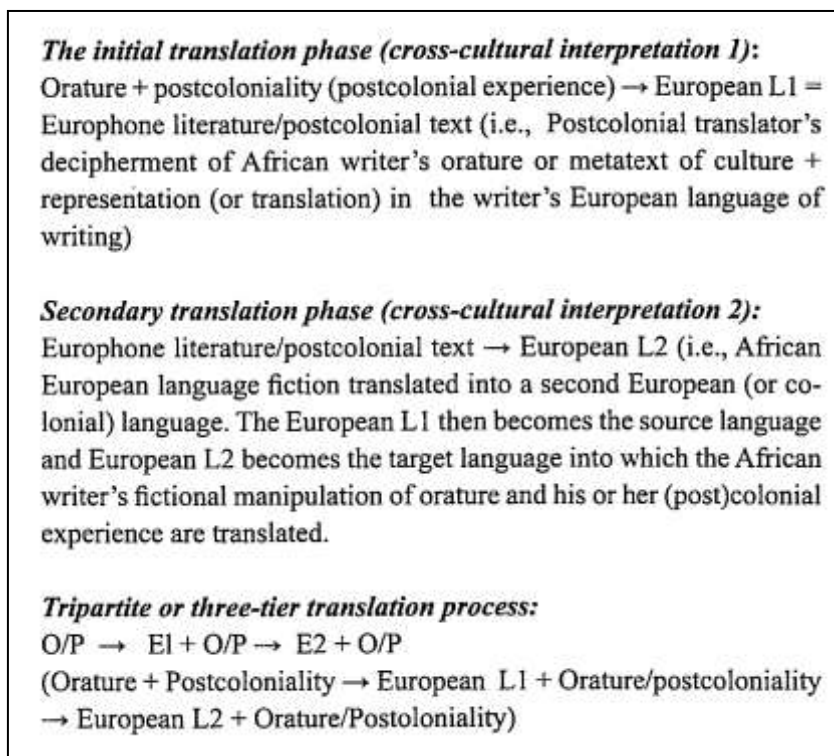 The initial translation phase (cross-cultural interpretation 1):
Orature + postcoloniality (postcolonial experience) → European L1 =
Europhone literature/postcolonial text (i.e., Postcolonial translator's
decipherment of African writer's orature or metatext of culture +
representation (or translation) in the writer's European language of
writing)
Secondary translation phase (cross-cultural interpretation 2):
Europhone literature/postcolonial text → European L2 (i.e., African
European language fiction translated into a second European (or co-
lonial) language. The European L1 then becomes the source language
and European L2 becomes the target language into which the African
writer's fictional manipulation of orature and his or her (post)colonial
experience are translated.
Tripartite or three-tier translation process:
O/P → El + O/P → E2 + O/P
(Orature + Postcoloniality → European L1 + Orature/postcoloniality
→ European L2 + Orature/Postoloniality)